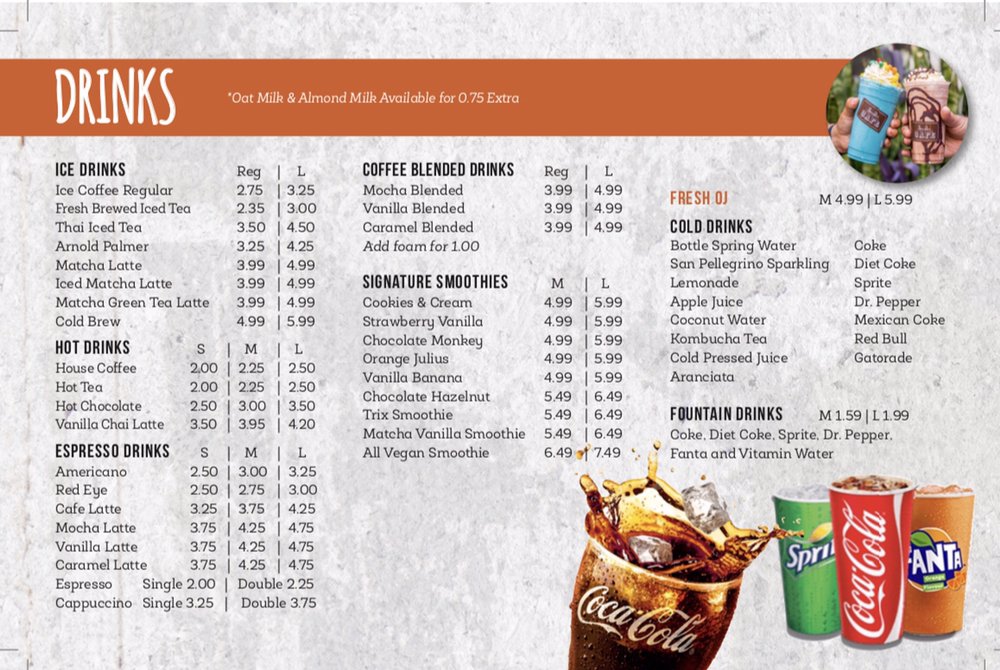 DRINKS
*Oat Milk & Almond Milk Available for 0.75 Extra
ICE DRINKS Reg | L
Ice Coffee Regular 2.75 | 3.25
Fresh Brewed Iced Tea 2.35 | 3.00
Thai Iced Tea 3.50 | 4.50
Arnold Palmer 3.25 | 4.25
Matcha Latte 3.99 | 4.99
Iced Matcha Latte 3.99 | 4.99
Matcha Green Tea Latte 3.99 | 4.99
Cold Brew 4.99 | 5.99
HOT DRINKS S | M | L
House Coffee 2.00 | 2.25 | 2.50
Hot Tea 2.00 | 2.25 | 2.50
Hot Chocolate 2.50 | 3.00 | 3.50
Vanilla Chai Latte 3.50 | 3.95 | 4.20
ESPRESSO DRINKS S | M | L
Americano 2.50 | 3.00 | 3.25
Red Eye 2.50 | 2.75 | 3.00
Cafe Latte 3.25 | 3.75 | 4.25
Mocha Latte 3.75 | 4.25 | 4.75
Vanilla Latte 3.75 | 4.25 | 4.75
Caramel Latte 3.75 | 4.25 | 4.75
Espresso Single 2.00 | Double 2.25
Cappuccino Single 3.25 | Double 3.75
COFFEE BLENDED DRINKS Reg | L
Mocha Blended 3.99 | 4.99
Vanilla Blended 3.99 | 4.99
Caramel Blended 3.99 | 4.99
Add foam for 1.00
SIGNATURE SMOOTHIES M | L
Cookies & Cream 4.99 | 5.99
Strawberry Vanilla 4.99 | 5.99
Chocolate Monkey 4.99 | 5.99
Orange Julius 4.99 | 5.99
Vanilla Banana 4.99 | 5.99
Chocolate Hazelnut 5.49 | 6.49
Trix Smoothie 5.49 | 6.49
Matcha Vanilla Smoothie 5.49 | 6.49
All Vegan Smoothie 6.49 | 7.49
FRESH OJ M 4.99 | L 5.99
COLD DRINKS
Bottle Spring Water Coke
San Pellegrino Sparkling Diet Coke
Lemonade Sprite
Apple Juice Dr. Pepper
Coconut Water Mexican Coke
Kombucha Tea Red Bull
Cold Pressed Juice Gatorade
Aranciata
FOUNTAIN DRINKS M 1.59 | L 1.99
Coke, Diet Coke, Sprite, Dr. Pepper,
Fanta and Vitamin Water
Coca-Cola
Spri
Coca-Cola
FANTA
Orange
CAFE
CAFE